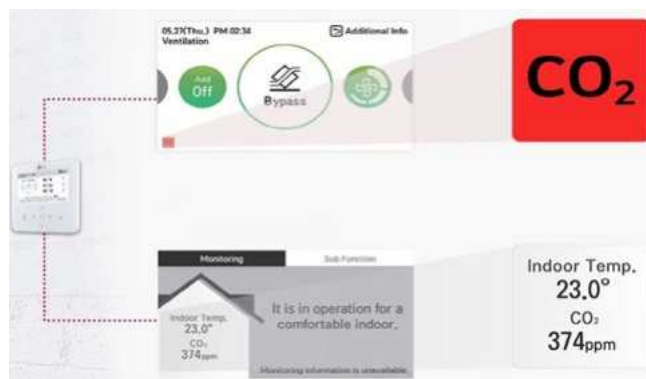 05.27(Thu.) PM 02:34
Additional Info
Ventilation
Add
Off
Bypass
CO₂
Monitoring
Sub Function
Indoor Temp.
23.0°
CO₂
374ppm
It is in operation for a
comfortable indoor.
Monitoring information is unavailable.
Indoor Temp.
23.0°
CO₂
374ppm